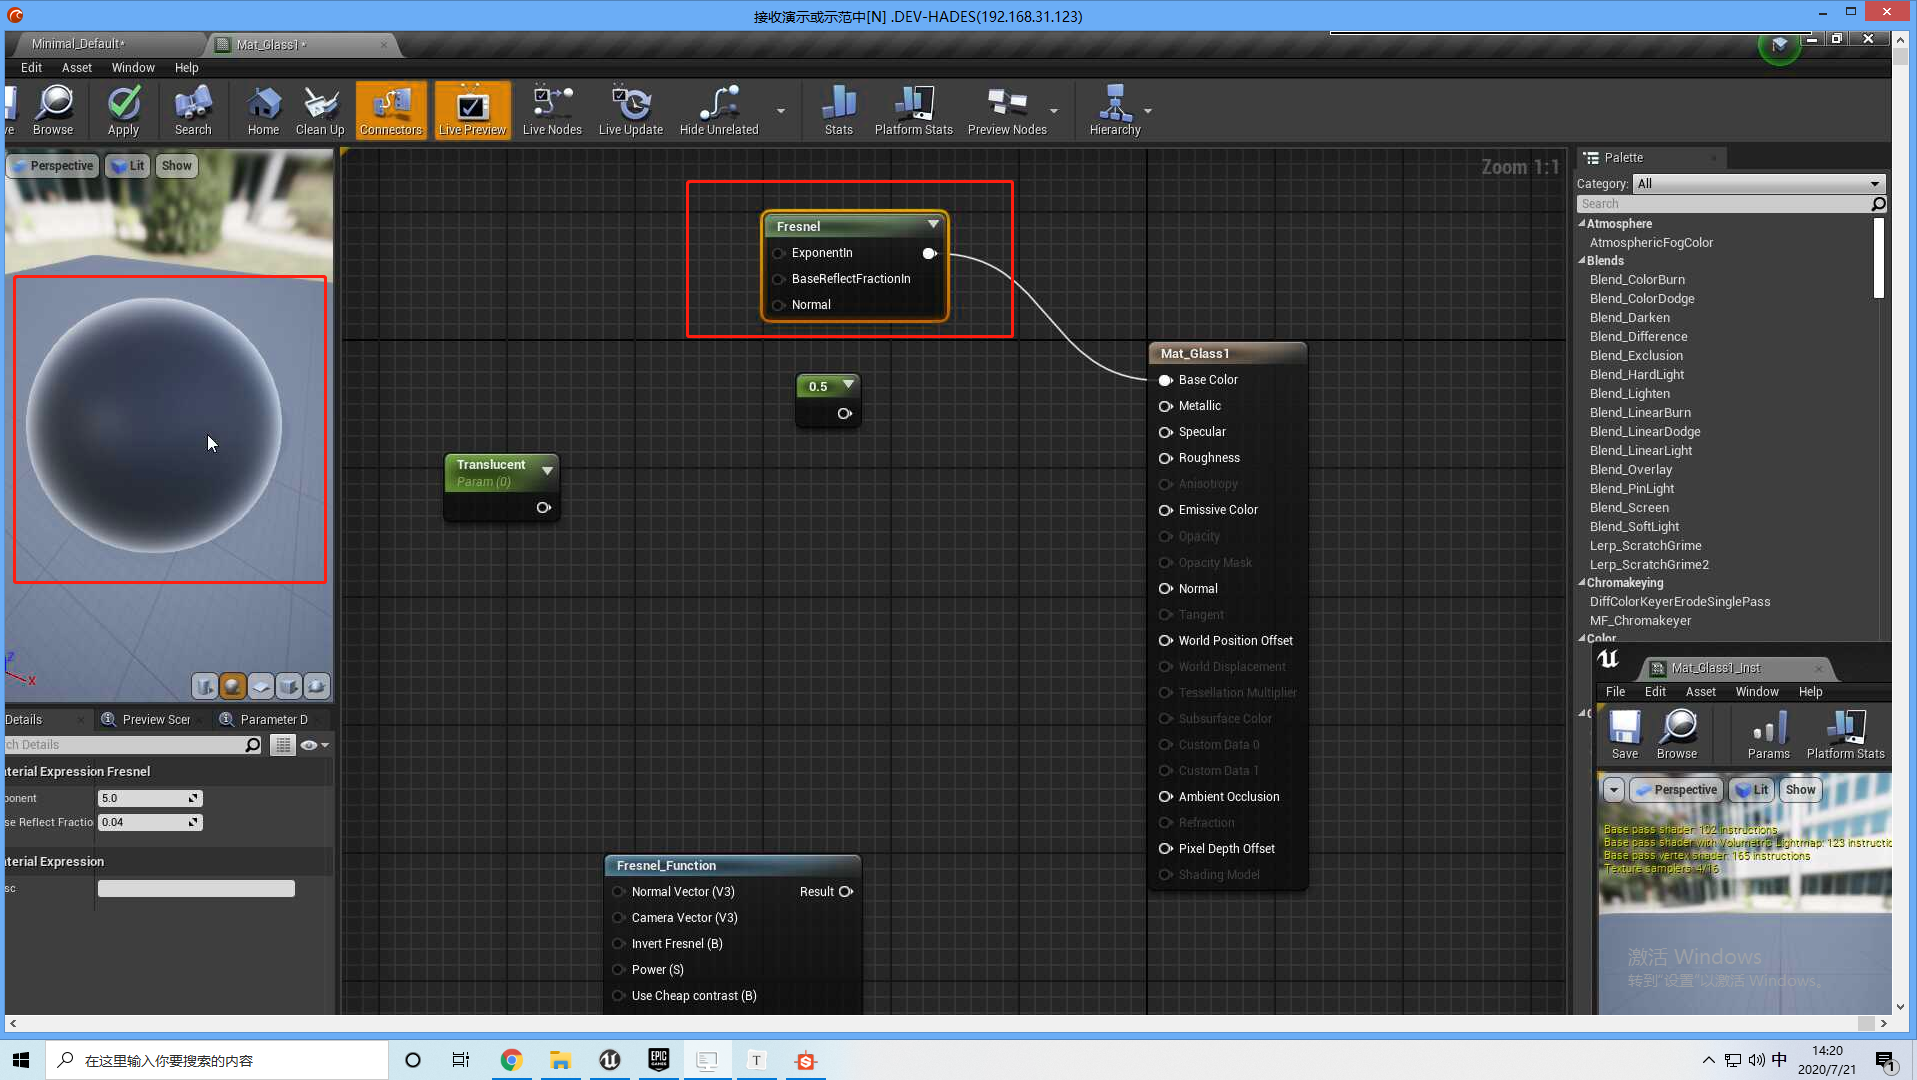 接收演示或示范中[N] .DEV-HADES(192.168.31.123)
Minimal_Default*
Mat_Glass1*
Edit Asset Window Help
ve Browse Apply Search Home Clean Up Connectors Live Preview Live Nodes Live Update Hide Unrelated Stats Platform Stats Preview Nodes Hierarchy
Perspective Lit Show
Zoom 1:1
Fresnel
ExponentIn
BaseReflectFractionIn
Normal
0.5
Translucent
Param (0)
Mat_Glass1
Base Color
Metallic
Specular
Roughness
Anisotropy
Emissive Color
Opacity
Opacity Mask
Normal
Tangent
World Position Offset
World Displacement
Tessellation Multiplier
Subsurface Color
Custom Data 0
Custom Data 1
Ambient Occlusion
Refraction
Pixel Depth Offset
Shading Model
Fresnel_Function
Normal Vector (V3) Result
Camera Vector (V3)
Invert Fresnel (B)
Power (S)
Use Cheap contrast (B)
Z
X
Details Preview Scer Parameter D
ch Details
aterial Expression Fresnel
ponent 5.0
se Reflect Fractio 0.04
aterial Expression
sc
Palette
Category: All
Search
Atmosphere
AtmosphericFogColor
Blends
Blend_ColorBurn
Blend_ColorDodge
Blend_Darken
Blend_Difference
Blend_Exclusion
Blend_HardLight
Blend_Lighten
Blend_LinearBurn
Blend_LinearDodge
Blend_LinearLight
Blend_Overlay
Blend_PinLight
Blend_Screen
Blend_SoftLight
Lerp_ScratchGrime
Lerp_ScratchGrime2
Chromakeying
DiffColorKeyerErodeSinglePass
MF_Chromakeyer
Color
Mat_Glass1_Inst
File Edit Asset Window Help
Save Browse Params Platform Stats
Perspective Lit Show
Base pass shader: 192 instructions
Base pass shader with Volumetric Lightmap: 123 instructio
Base pass vertex shader: 165 instructions
Texture samplers: 4/16
激活 Windows
转到"设置"以激活 Windows。
在这里输入你要搜索的内容
EPIC
GAMES
T
中
14:20
2020/7/21
1